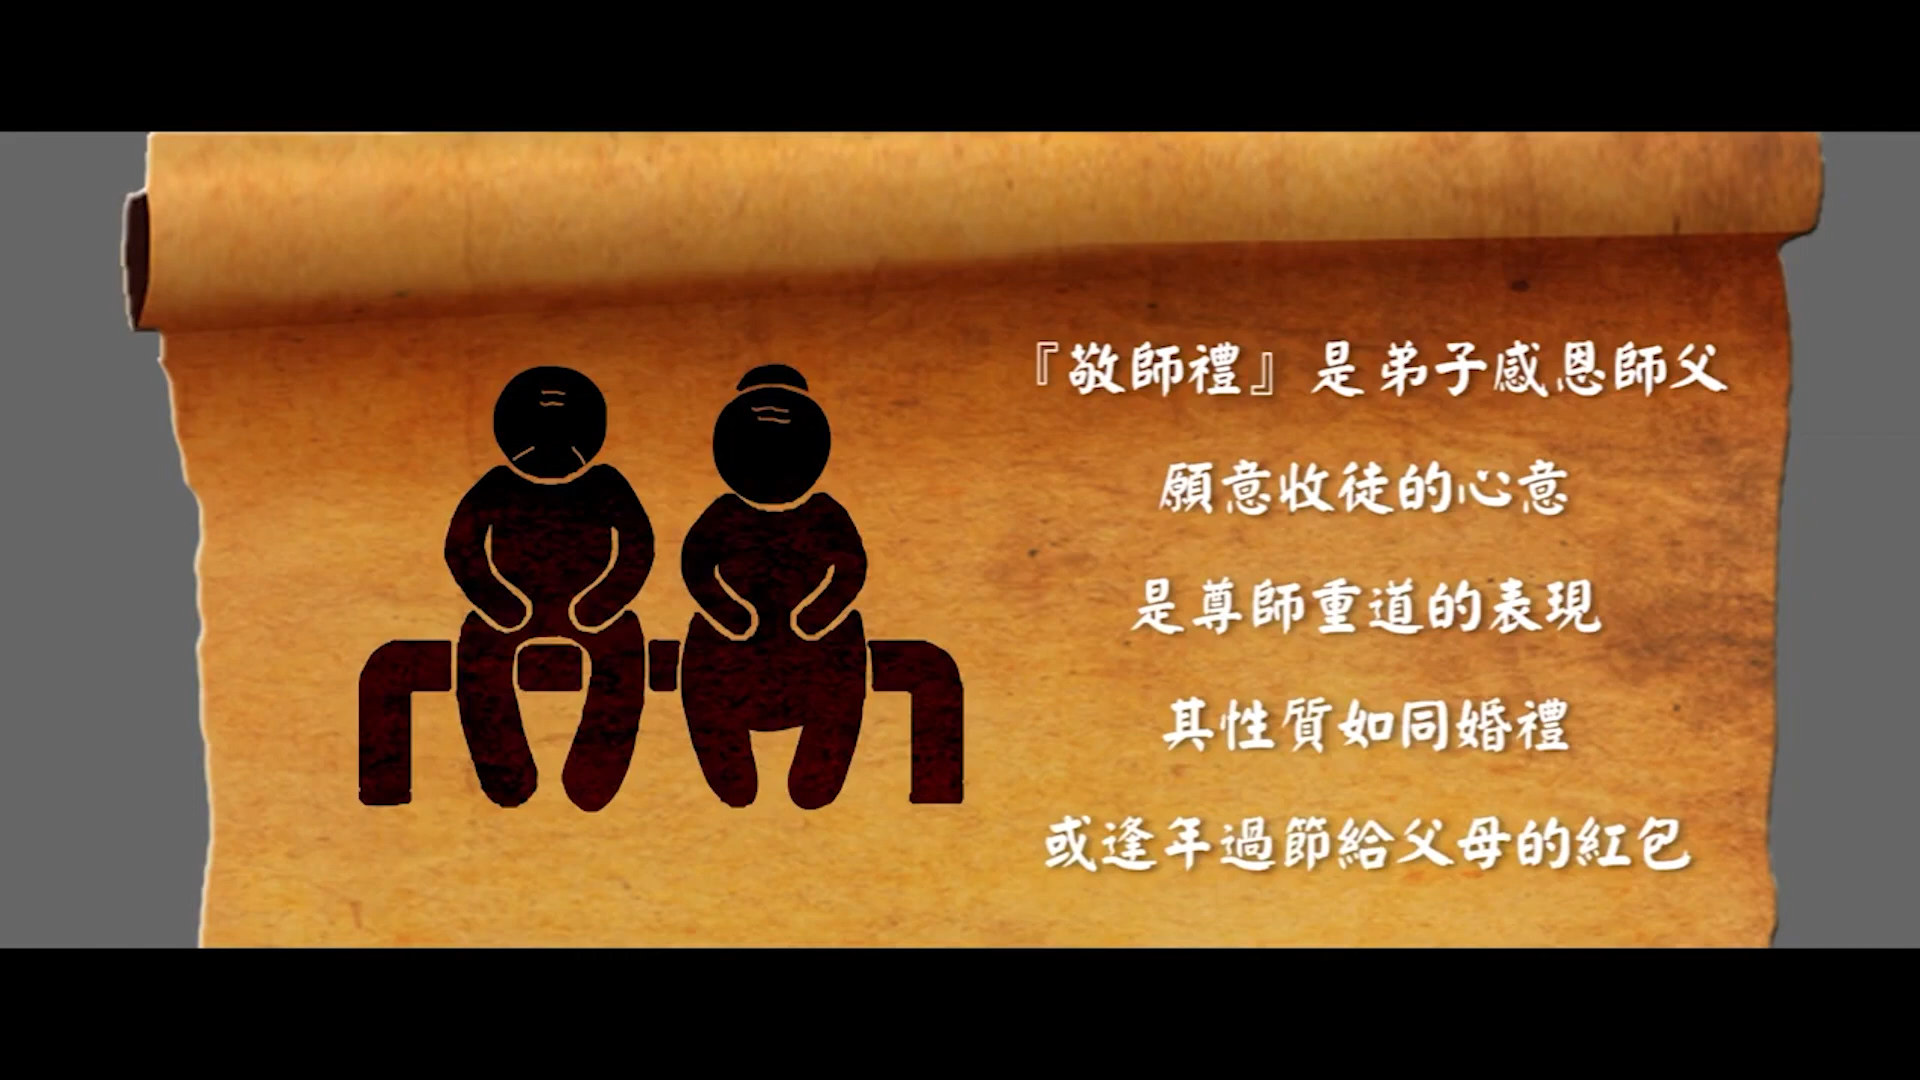 『敬師禮』是弟子感恩師父
願意收徒的心意
是尊師重道的表現
其性質如同婚禮
或逢年過節給父母的紅包